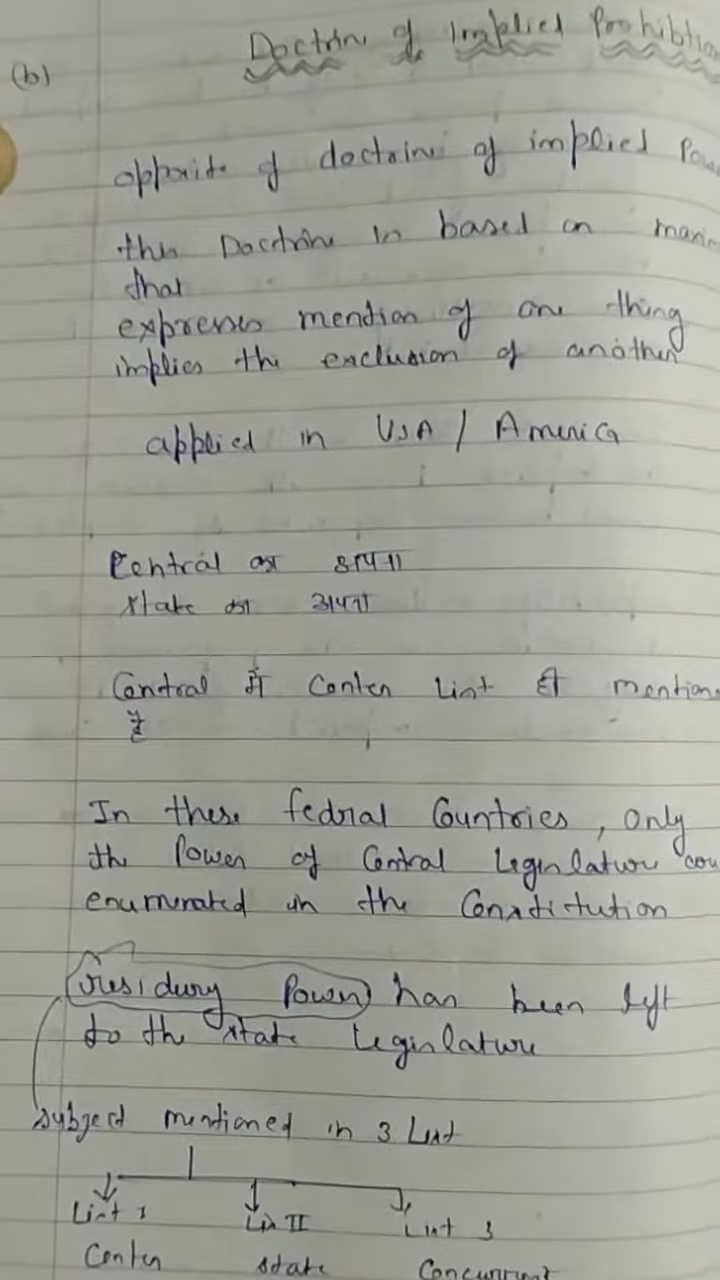 (b) Doctrine of Implied Prohibition
opposite of doctrine of implied Pow
this Doctrine is based on maxi
that
expresses mention of one thing
implies the exclusion of another
applied in USA / America
Central का अपना
State का अपना
Central में Center List ही mention
है
In these fedral Countries, only
the Power of Central Legislature cou
enumerated in the Constitution
residury Power has been left
to the state Legislature
Subject mentioned in 3 List
List 1 List II List 3
Center state Concurrent